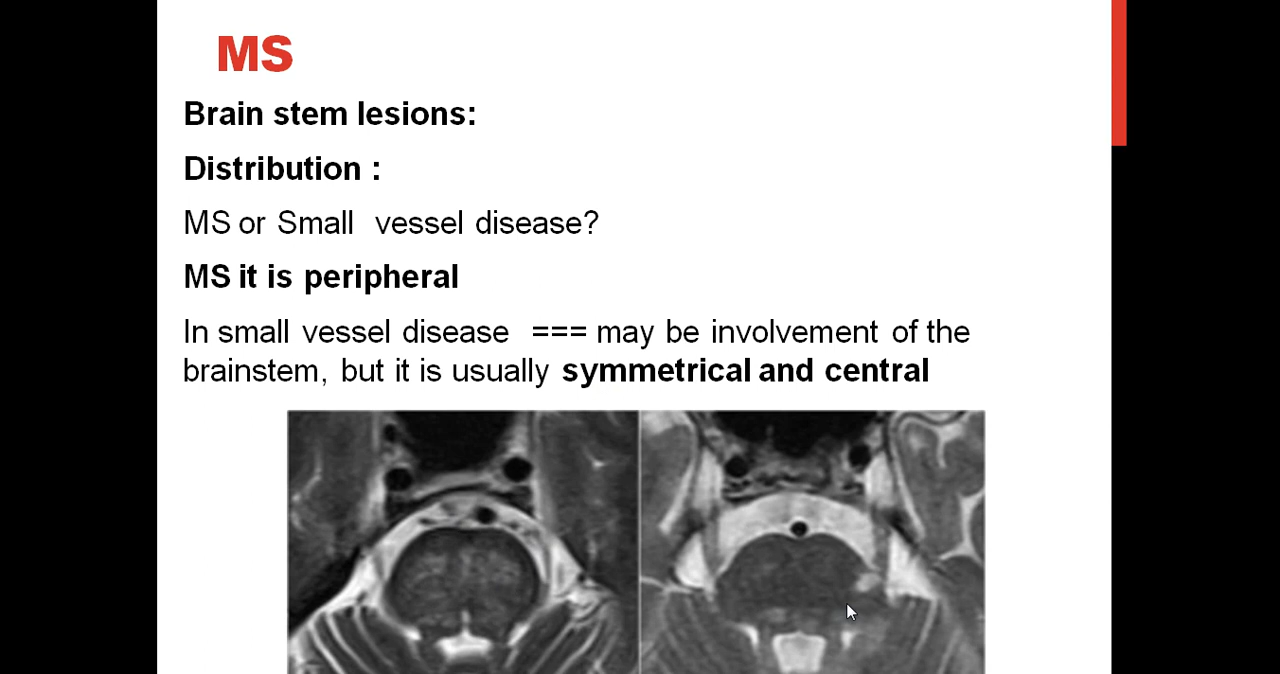 MS
Brain stem lesions:
Distribution :
MS or Small vessel disease?
MS it is peripheral
In small vessel disease === may be involvement of the
brainstem, but it is usually symmetrical and central